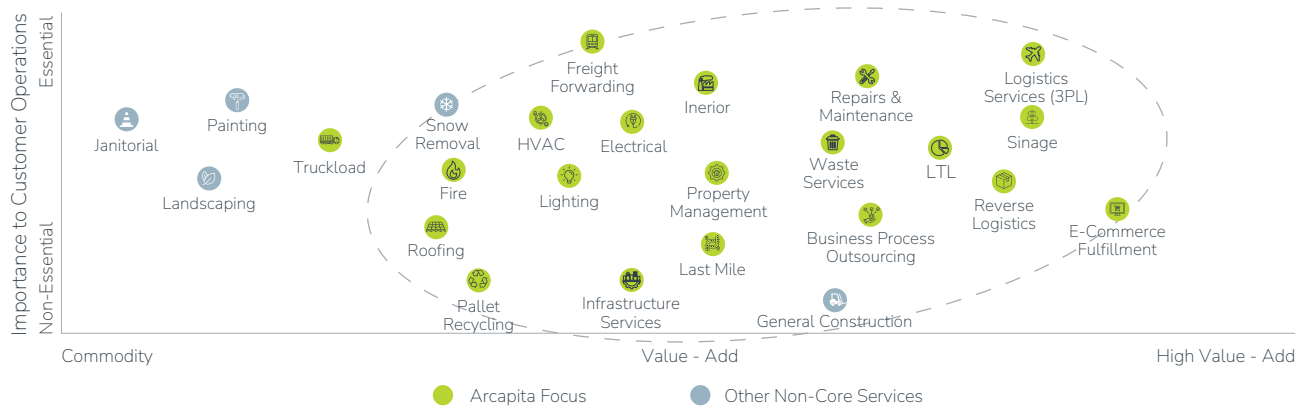 Importance to Customer Operations
Essential
Non-Essential
Freight
Forwarding
Inerior
Repairs &
Maintenance
Logistics
Services (3PL)
Janitorial
Painting
Truckload
Snow
Removal
HVAC
Electrical
Waste
Services
LTL
Sinage
Landscaping
Fire
Lighting
Property
Management
Reverse
Logistics
Roofing
Last Mile
Business Process
Outsourcing
E-Commerce
Fulfillment
Pallet
Recycling
Infrastructure
Services
General Construction
Commodity
Value - Add
High Value - Add
Arcapita Focus
Other Non-Core Services